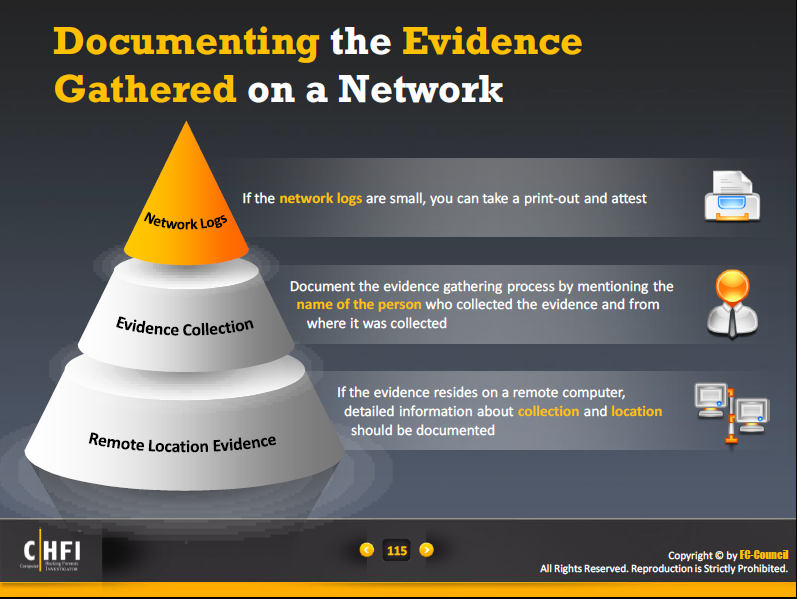 Documenting the Evidence
Gathered on a Network
Network Logs
If the network logs are small, you can take a print-out and attest
Evidence Collection
Document the evidence gathering process by mentioning the
name of the person who collected the evidence and from
where it was collected
Remote Location Evidence
If the evidence resides on a remote computer,
detailed information about collection and location
should be documented
CHFI
Computer Hacking Forensic
INVESTIGATOR
115
Copyright © by EC-Council
All Rights Reserved. Reproduction is Strictly Prohibited.